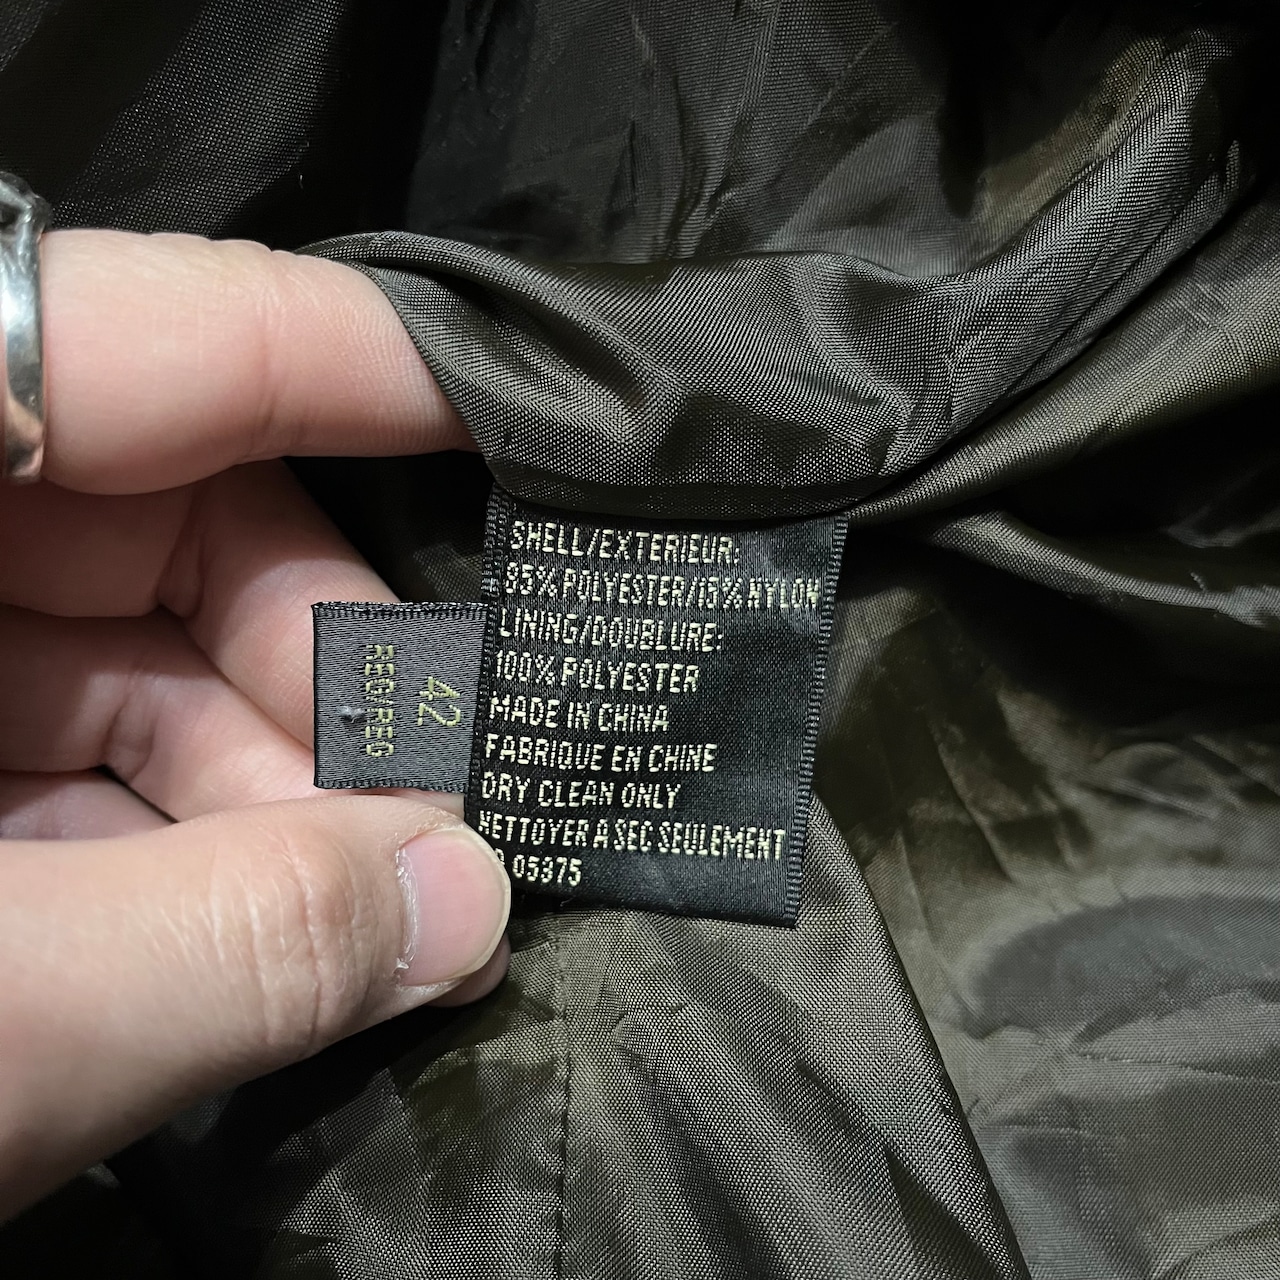 SHELL/EXTERIEUR:
85% POLYESTER/15% NYLON
LINING/DOUBLURE:
100% POLYESTER
MADE IN CHINA
FABRIQUE EN CHINE
DRY CLEAN ONLY
NETTOYER A SEC SEULEMENT
05375
42
REG/REG